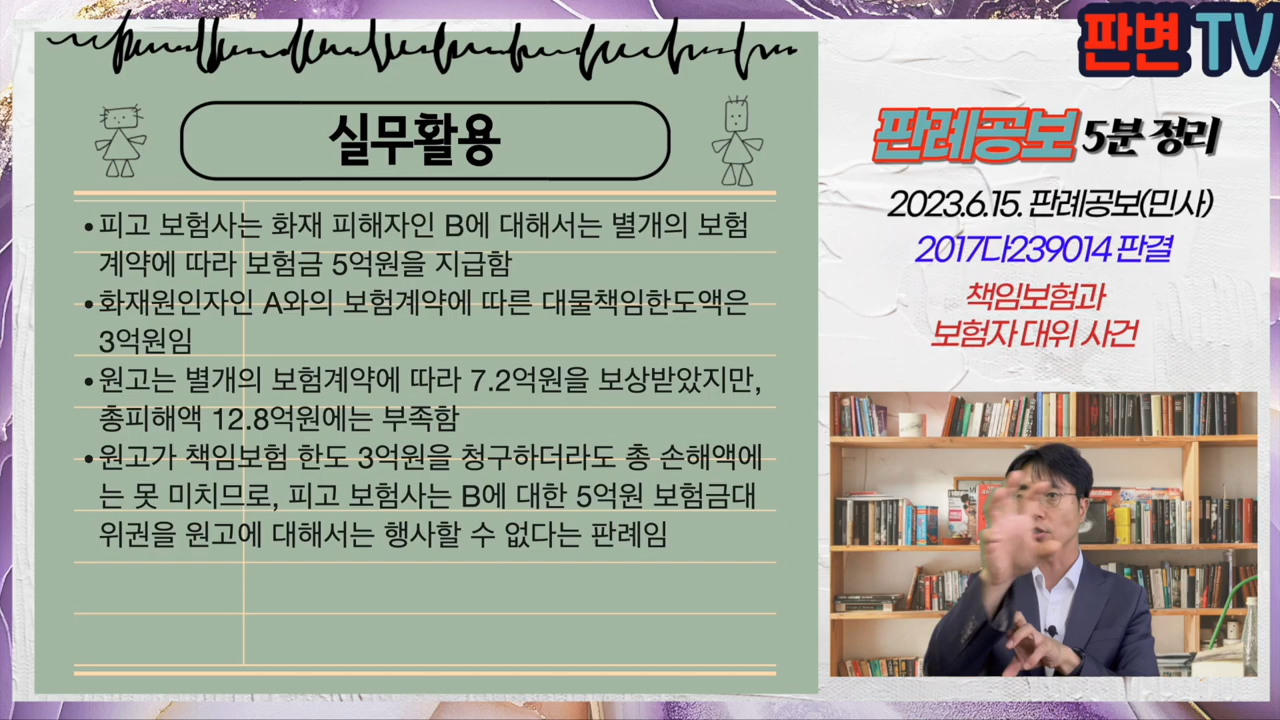 판변 TV
실무활용
• 피고 보험사는 화재 피해자인 B에 대해서는 별개의 보험
계약에 따라 보험금 5억원을 지급함
• 화재원인자인 A와의 보험계약에 따른 대물책임한도액은
3억원임
• 원고는 별개의 보험계약에 따라 7.2억원을 보상받았지만,
총피해액 12.8억원에는 부족함
• 원고가 책임보험 한도 3억원을 청구하더라도 총 손해액에
는 못 미치므로, 피고 보험사는 B에 대한 5억원 보험금대
위권을 원고에 대해서는 행사할 수 없다는 판례임
판례공보 5분 정리
2023.6.15. 판례공보(민사)
2017다239014 판결
책임보험과
보험자 대위 사건